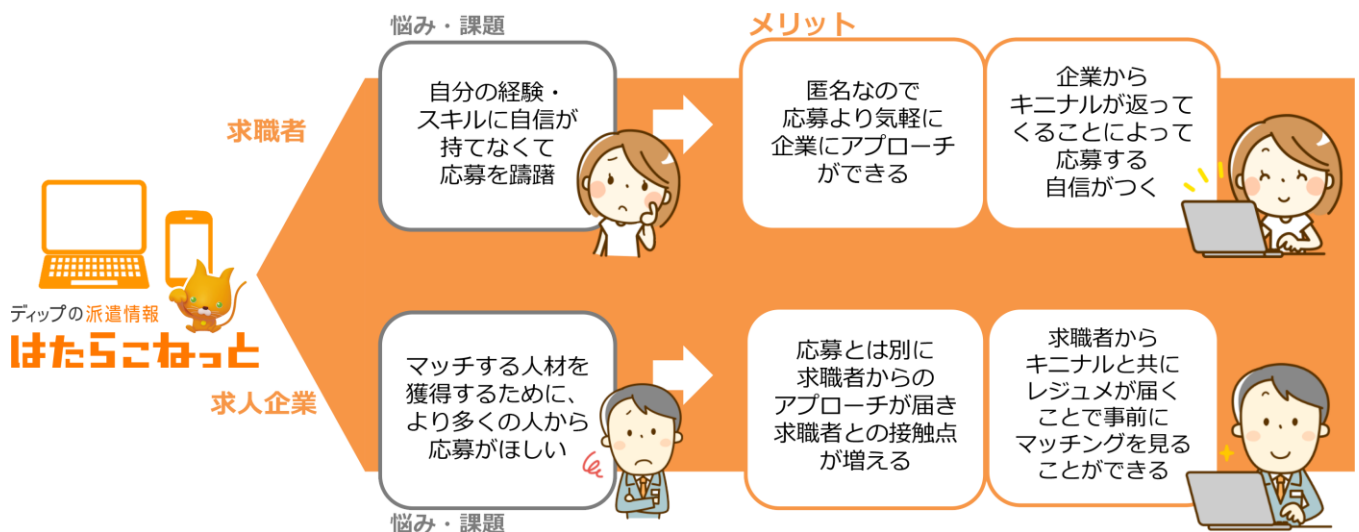 悩み・課題
メリット
求職者
自分の経験・
スキルに自信が
持てなくて
応募を躊躇
匿名なので
応募より気軽に
企業にアプローチ
ができる
企業から
キニナルが返って
くることによって
応募する
自信がつく
ディップの派遣情報
はたらこねっと
求人企業
マッチする人材を
獲得するために、
より多くの人から
応募がほしい
応募とは別に
求職者からの
アプローチが届き
求職者との接触点
が増える
求職者から
キニナルと共に
レジュメが届く
ことで事前に
マッチングを見る
ことができる
悩み・課題